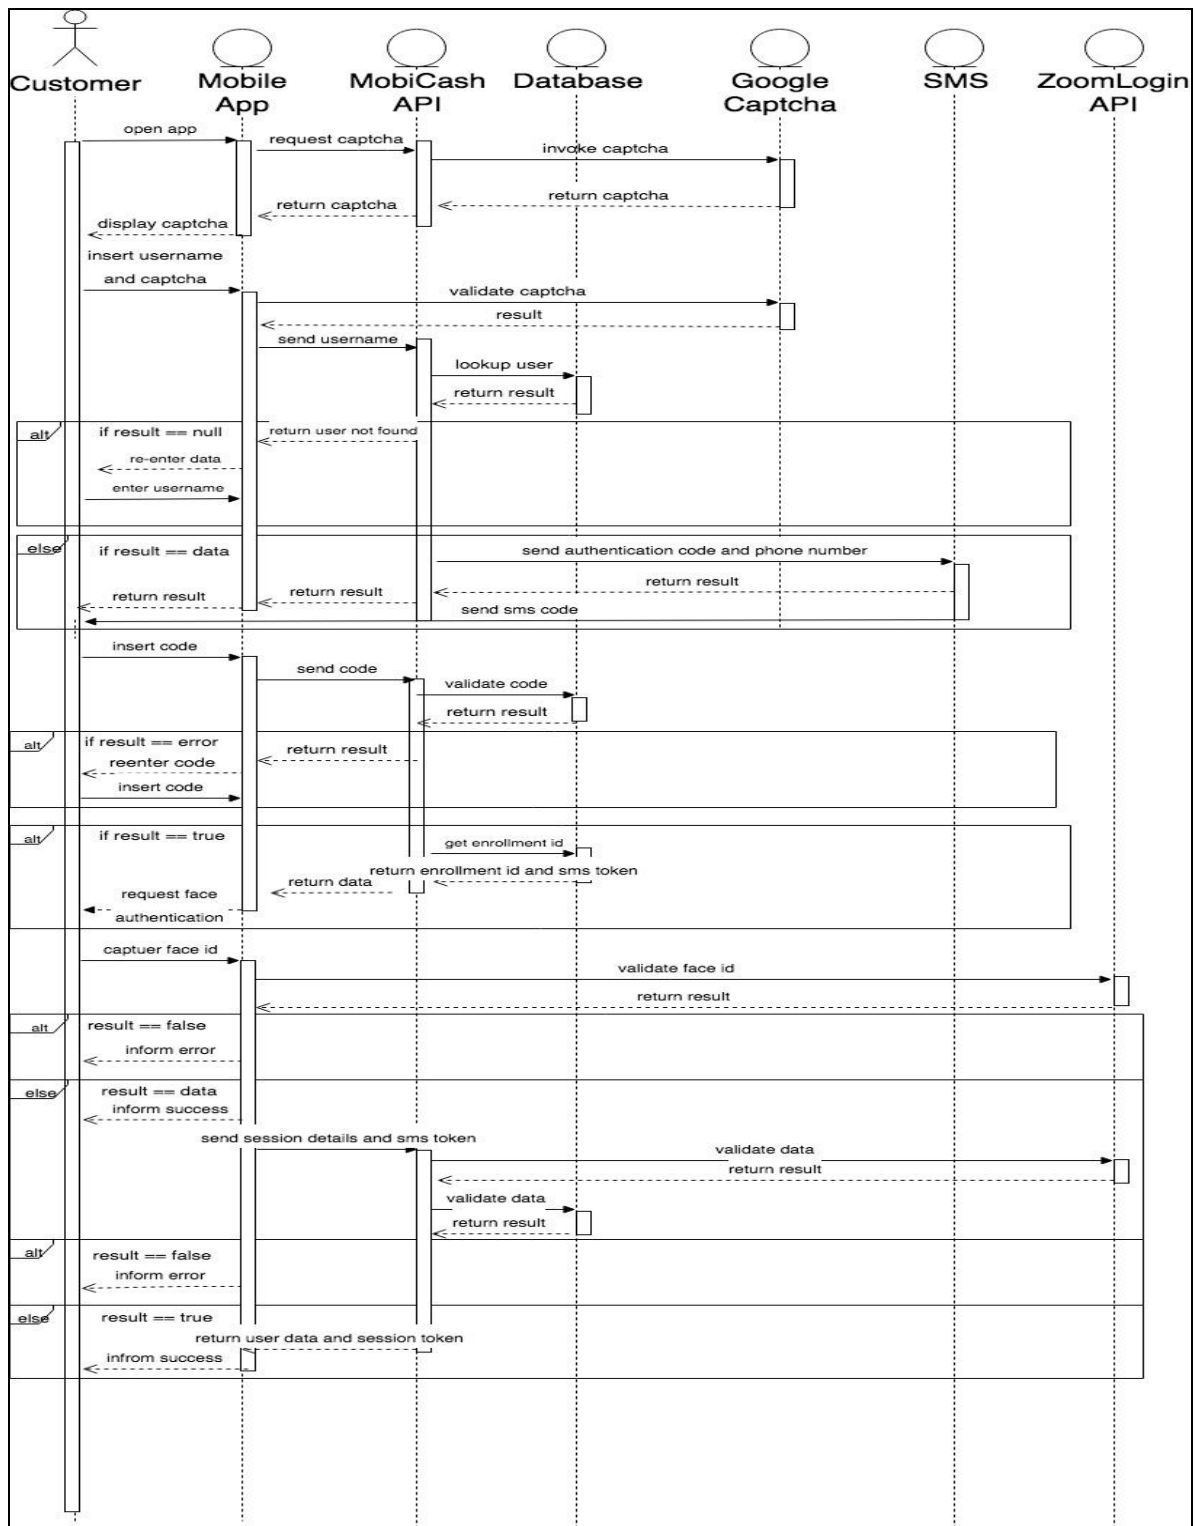 Customer
Mobile App
MobiCash API
Database
Google Captcha
SMS
ZoomLogin API
open app
request captcha
invoke captcha
return captcha
return captcha
display captcha
insert username
and captcha
validate captcha
result
send username
lookup user
return result
alt
if result == null
return user not found
re-enter data
enter username
else
if result == data
send authentication code and phone number
return result
return result
return result
send sms code
insert code
send code
validate code
return result
alt
if result == error
return result
reenter code
insert code
alt
if result == true
get enrollment id
return enrollment id and sms token
return data
request face
authentication
captuer face id
validate face id
return result
alt
result == false
inform error
else
result == data
inform success
send session details and sms token
validate data
return result
validate data
return result
alt
result == false
inform error
else
result == true
return user data and session token
infrom success